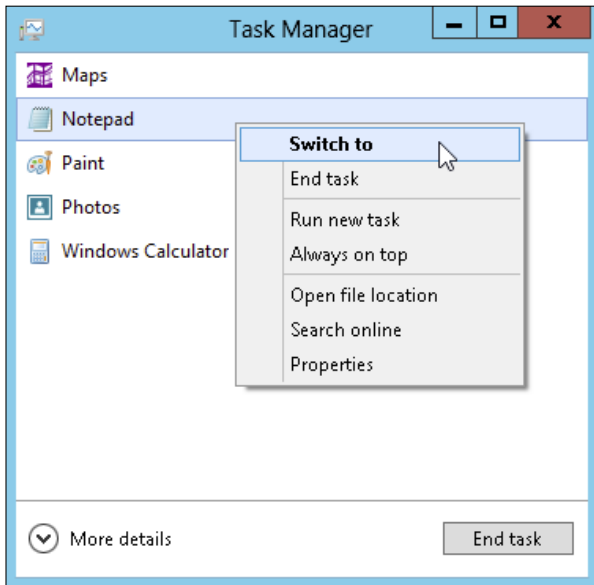 Task Manager
Maps
Notepad
Switch to
End task
Paint
Photos
Run new task
Windows Calculator
Always on top
Open file location
Search online
Properties
More details
End task